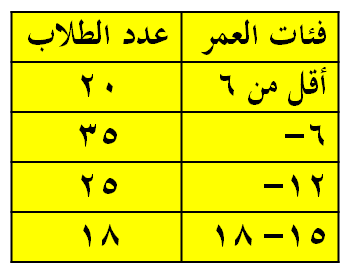 فئات العمر عدد الطلاب
أقل من ٦ ٢٠
٦– ٣٥
١٢– ٢٥
١٥–١٨ ١٨